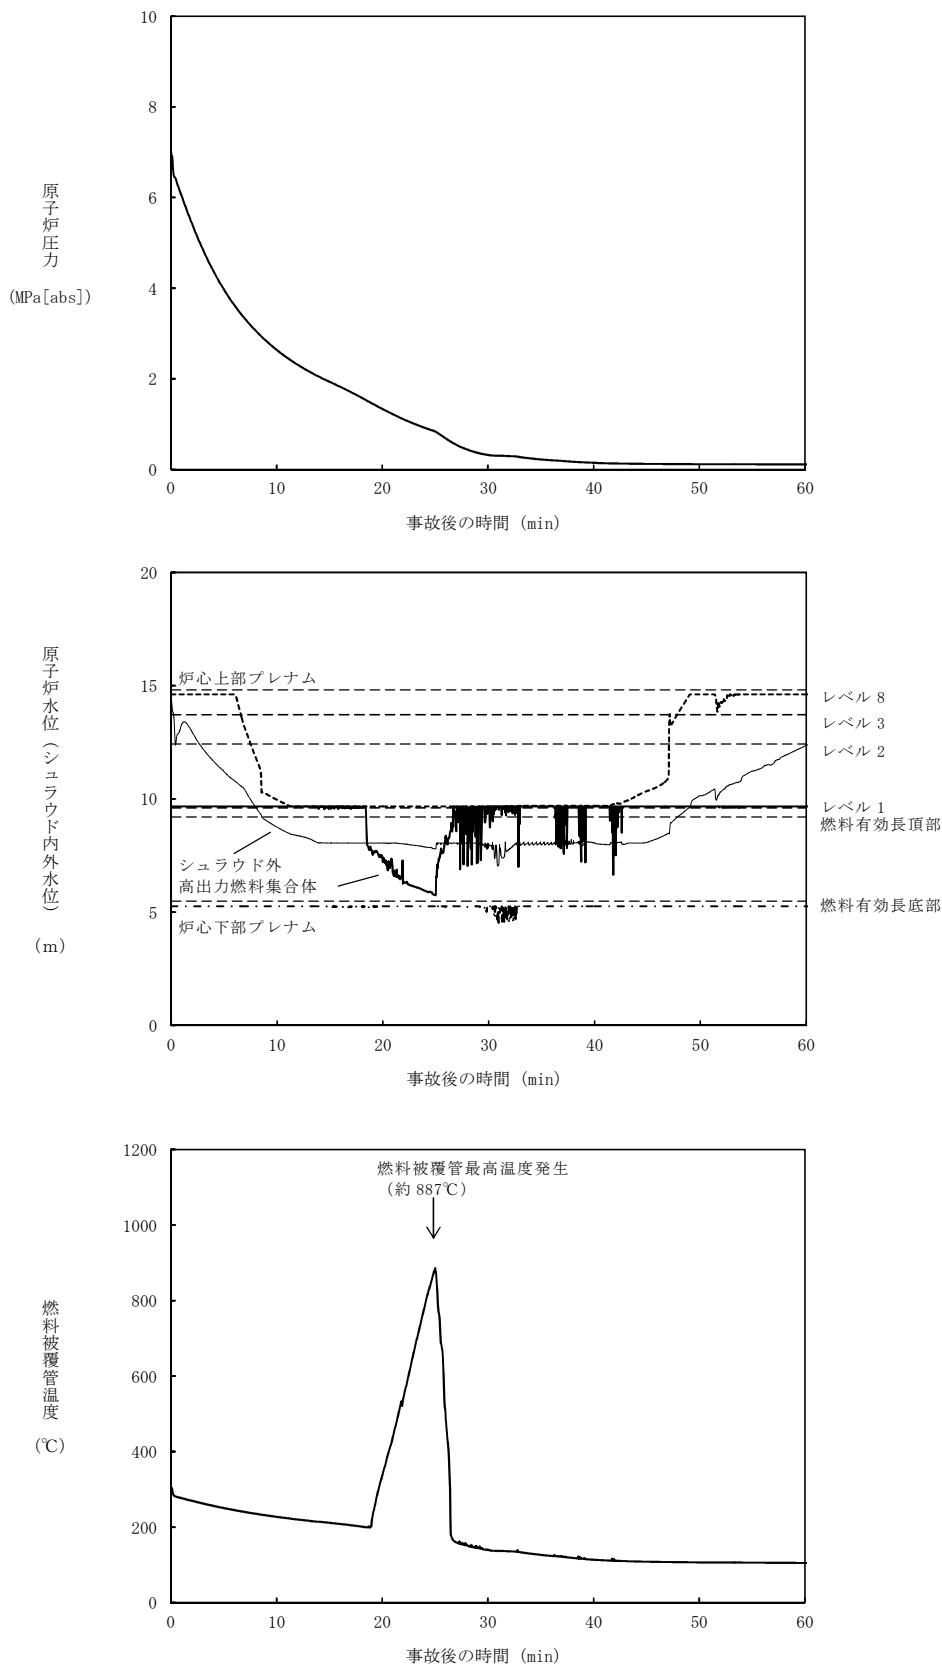 10
8
6
4
2
0
原子炉圧力
(MPa[abs])
0 10 20 30 40 50 60
事故後の時間 (min)
20
15
10
5
0
原子炉水位（シュラウド内外水位）
(m)
炉心上部プレナム
シュラウド外
高出力燃料集合体
炉心下部プレナム
レベル 8
レベル 3
レベル 2
レベル 1
燃料有効長頂部
燃料有効長底部
0 10 20 30 40 50 60
事故後の時間 (min)
1200
1000
800
600
400
200
0
燃料被覆管温度
(℃)
燃料被覆管最高温度発生
（約 887℃）
0 10 20 30 40 50 60
事故後の時間 (min)